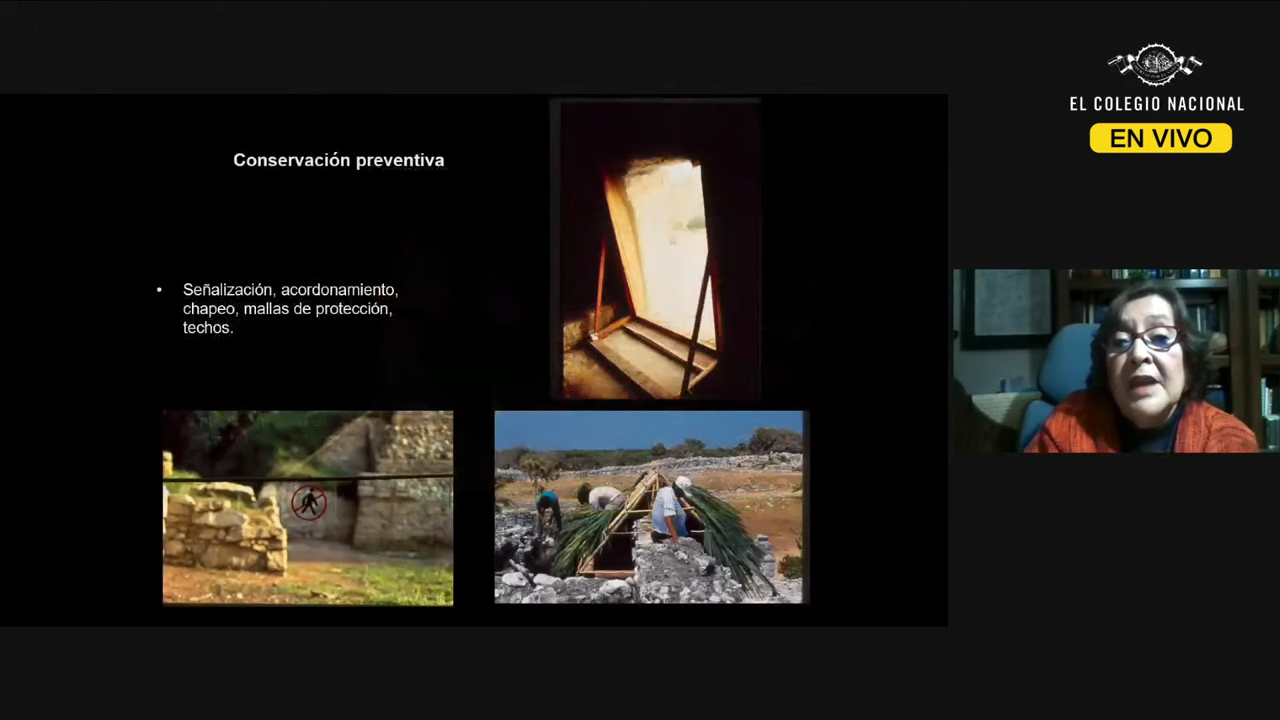 EL COLEGIO NACIONAL
EN VIVO
Conservación preventiva
• Señalización, acordonamiento,
chapeo, mallas de protección,
techos.